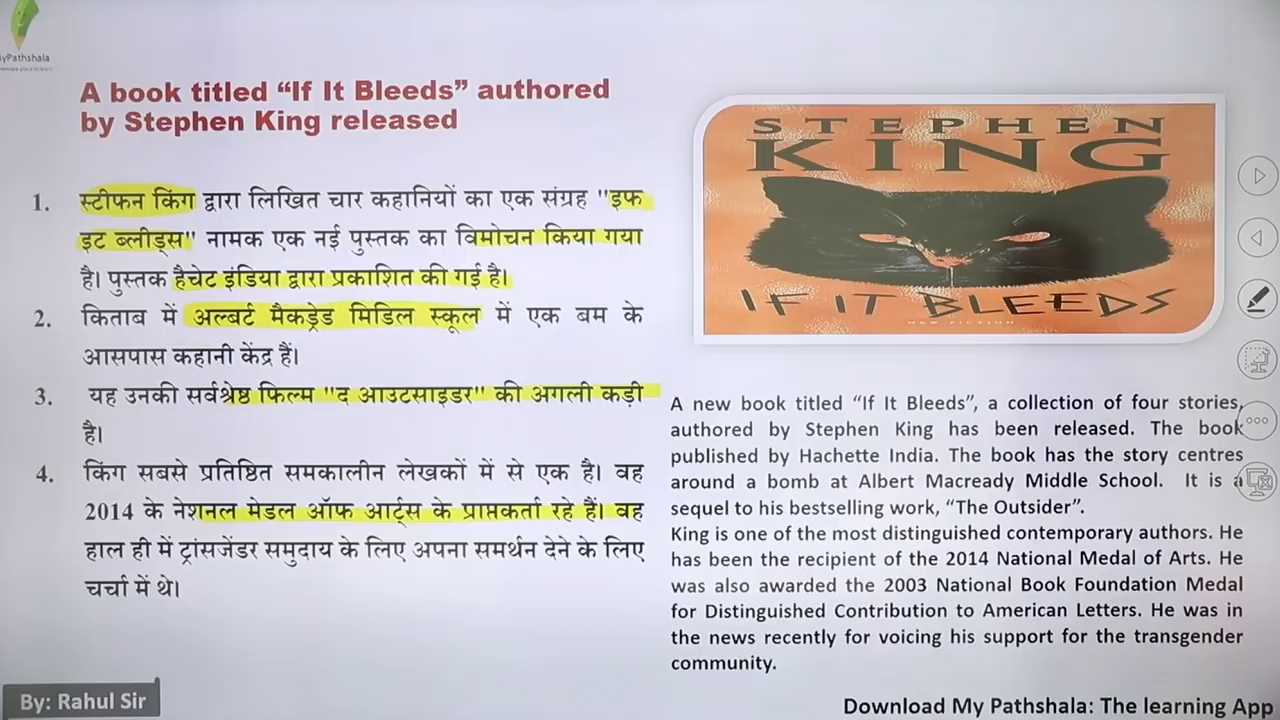 MyPathshala
A book titled “If It Bleeds” authored
by Stephen King released
1. स्टीफन किंग द्वारा लिखित चार कहानियों का एक संग्रह "इफ
इट ब्लीड्स" नामक एक नई पुस्तक का विमोचन किया गया
है। पुस्तक हैचेट इंडिया द्वारा प्रकाशित की गई है।
2. किताब में अल्बर्ट मैकड्रेड मिडिल स्कूल में एक बम के
आसपास कहानी केंद्र हैं।
3. यह उनकी सर्वश्रेष्ठ फिल्म "द आउटसाइडर" की अगली कड़ी
है।
4. किंग सबसे प्रतिष्ठित समकालीन लेखकों में से एक है। वह
2014 के नेशनल मेडल ऑफ आर्ट्स के प्राप्तकर्ता रहे हैं। वह
हाल ही में ट्रांसजेंडर समुदाय के लिए अपना समर्थन देने के लिए
चर्चा में थे।
STEPHEN
KING
IF IT BLEEDS
NEW FICTION
A new book titled “If It Bleeds”, a collection of four stories,
authored by Stephen King has been released. The book
published by Hachette India. The book has the story centres
around a bomb at Albert Macready Middle School. It is a
sequel to his bestselling work, “The Outsider”.
King is one of the most distinguished contemporary authors. He
has been the recipient of the 2014 National Medal of Arts. He
was also awarded the 2003 National Book Foundation Medal
for Distinguished Contribution to American Letters. He was in
the news recently for voicing his support for the transgender
community.
By: Rahul Sir
Download My Pathshala: The learning App